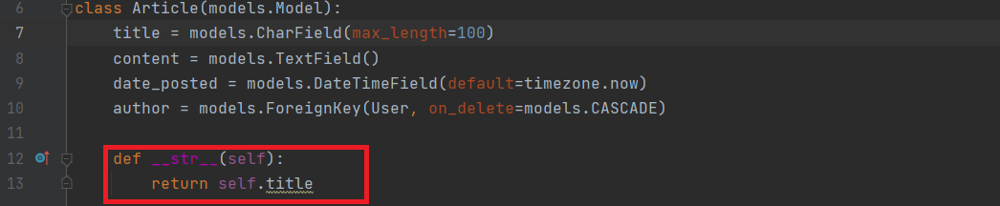 6 class Article(models.Model):
7 title = models.CharField(max_length=100)
8 content = models.TextField()
9 date_posted = models.DateTimeField(default=timezone.now)
10 author = models.ForeignKey(User, on_delete=models.CASCADE)
11
12 def __str__(self):
13 return self.title